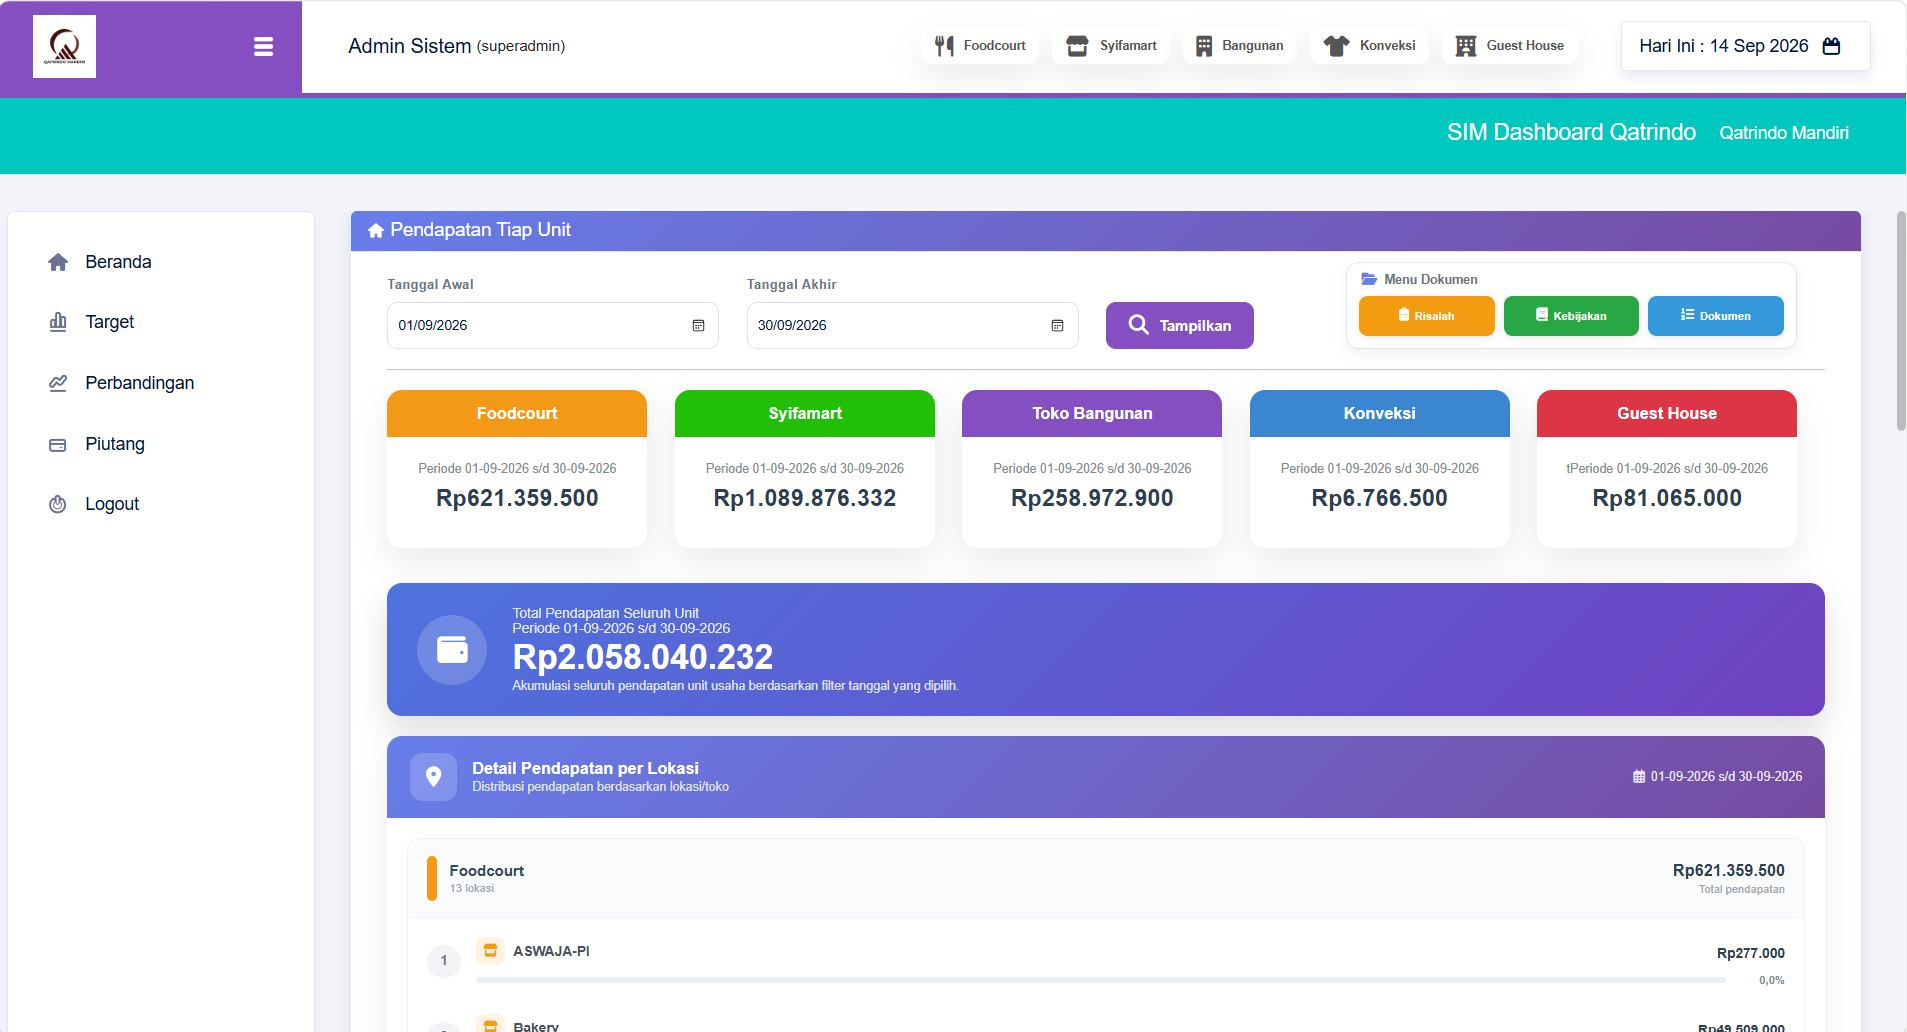 QATRINDO MANDIRI
Admin Sistem (superadmin)
Foodcourt
Syifamart
Bangunan
Konveksi
Guest House
Hari Ini : 14 Sep 2026
SIM Dashboard Qatrindo
Qatrindo Mandiri
Beranda
Target
Perbandingan
Piutang
Logout
Pendapatan Tiap Unit
Tanggal Awal
01/09/2026
Tanggal Akhir
30/09/2026
Tampilkan
Menu Dokumen
Risalah
Kebijakan
Dokumen
Foodcourt
Periode 01-09-2026 s/d 30-09-2026
Rp621.359.500
Syifamart
Periode 01-09-2026 s/d 30-09-2026
Rp1.089.876.332
Toko Bangunan
Periode 01-09-2026 s/d 30-09-2026
Rp258.972.900
Konveksi
Periode 01-09-2026 s/d 30-09-2026
Rp6.766.500
Guest House
tPeriode 01-09-2026 s/d 30-09-2026
Rp81.065.000
Total Pendapatan Seluruh Unit
Periode 01-09-2026 s/d 30-09-2026
Rp2.058.040.232
Akumulasi seluruh pendapatan unit usaha berdasarkan filter tanggal yang dipilih.
Detail Pendapatan per Lokasi
Distribusi pendapatan berdasarkan lokasi/toko
01-09-2026 s/d 30-09-2026
Foodcourt
13 lokasi
Rp621.359.500
Total pendapatan
1
ASWAJA-PI
Rp277.000
0,0%
Bakery
Rp49.509.000